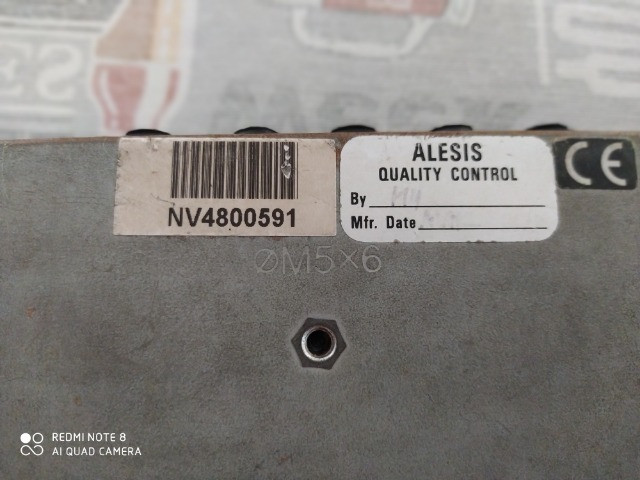 NV4800591
ALESIS
QUALITY CONTROL
By
Mfr. Date
CE
øM5×6
REDMI NOTE 8
AI QUAD CAMERA